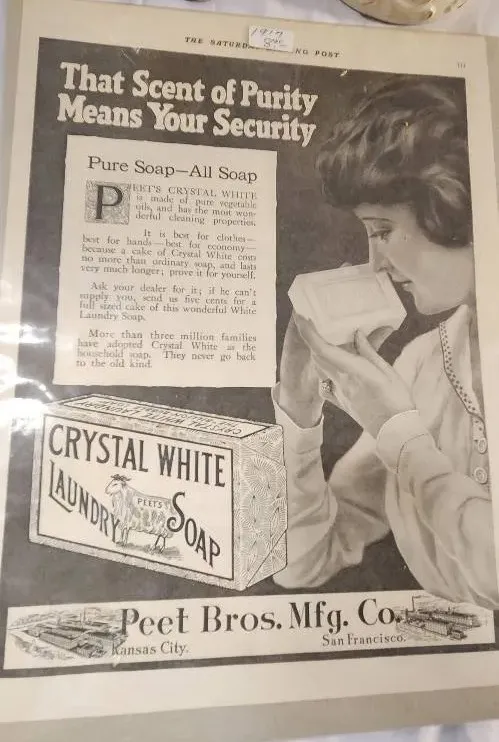 1917
THE SATURDAY
NG POST
That Scent of Purity
Means Your Security
Pure Soap—All Soap
PEET'S CRYSTAL WHITE
is made of pure vegetable
oils, and has the most won-
derful cleaning properties.
It is best for clothes—
best for hands—best for economy—
because a cake of Crystal White costs
no more than ordinary soap, and lasts
very much longer; prove it for yourself.
Ask your dealer for it; if he can't
supply you, send us five cents for a
full sized cake of this wonderful White
Laundry Soap.
More than three million families
have adopted Crystal White as the
household soap. They never go back
to the old kind.
CRYSTAL WHITE LAUNDRY
CRYSTAL WHITE
LAUNDRY
PEET'S
SOAP
Peet Bros. Mfg. Co.
Kansas City.
San Francisco.